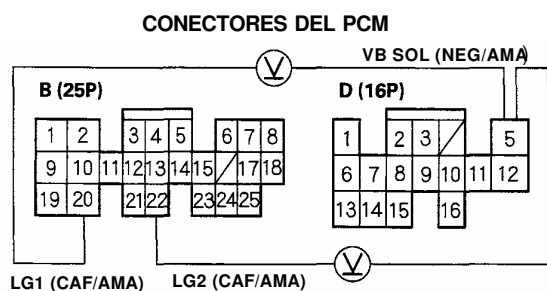 CONECTORES DEL PCM
VB SOL (NEG/AMA)
V
B (25P)
D (16P)
1 2 3 4 5 6 7 8
9 10 11 12 13 14 15 17 18
19 20 21 22 23 24 25
1 2 3 5
6 7 8 9 10 11 12
13 14 15 16
V
LG1 (CAF/AMA)
LG2 (CAF/AMA)